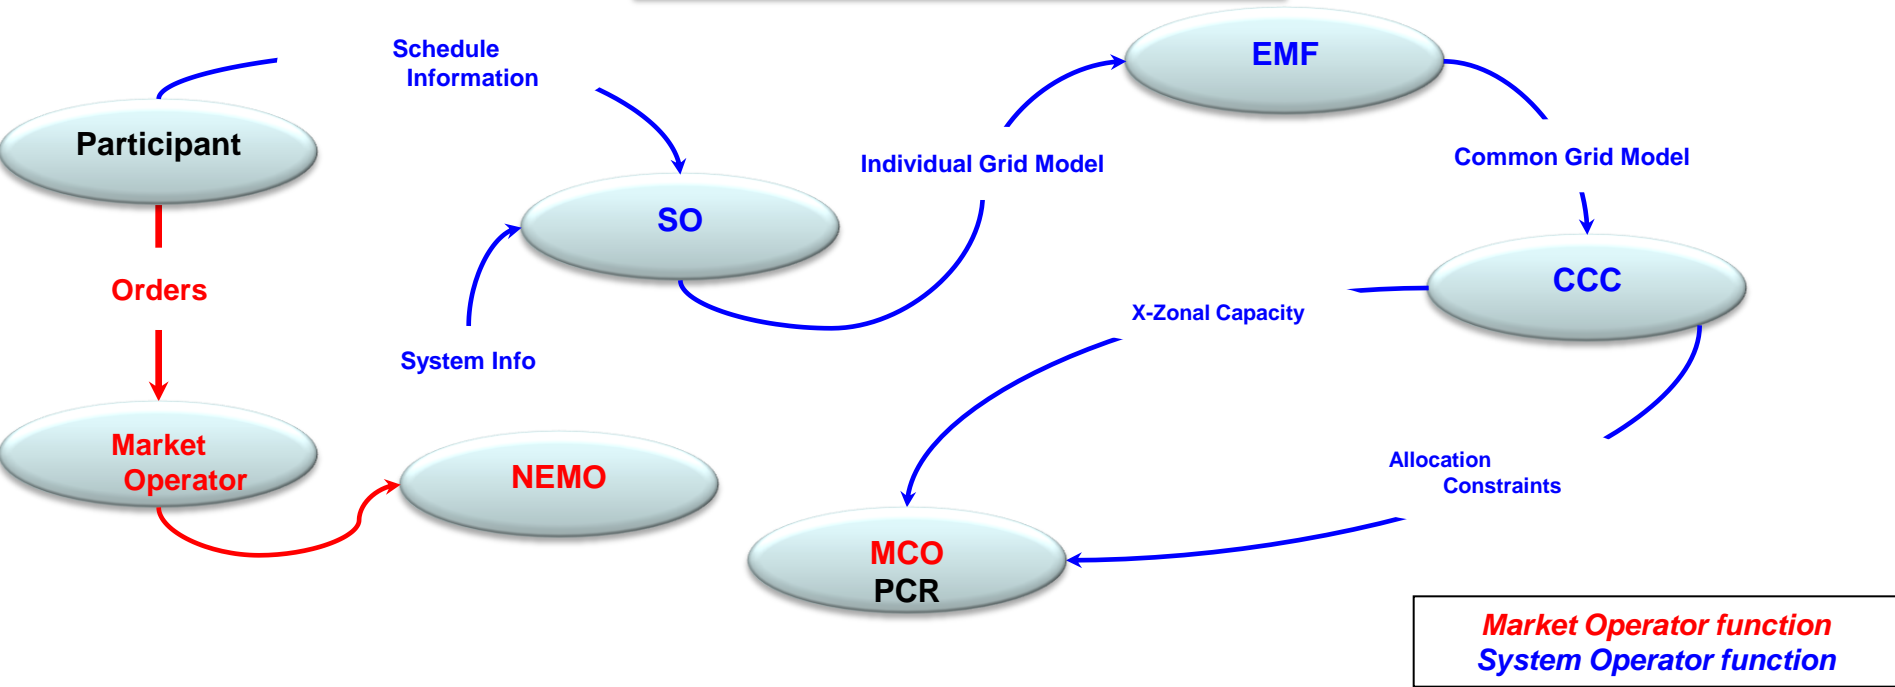 Schedule
Information
EMF
Participant
Individual Grid Model
Common Grid Model
SO
CCC
Orders
X-Zonal Capacity
System Info
Market
Operator
NEMO
Allocation
Constraints
MCO
PCR
Market Operator function
System Operator function